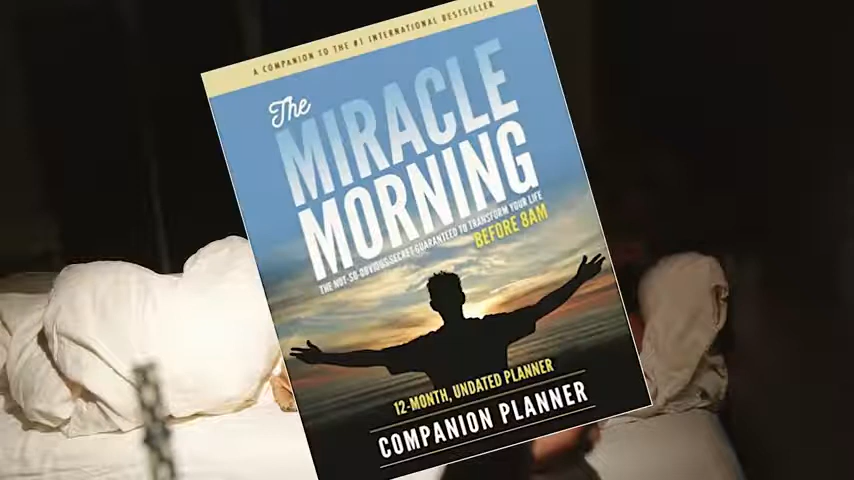 A COMPANION TO THE #1 INTERNATIONAL BESTSELLER
The
MIRACLE
MORNING
THE NOT-SO-OBVIOUS SECRET GUARANTEED TO TRANSFORM YOUR LIFE
BEFORE 8AM
12-MONTH, UNDATED PLANNER
COMPANION PLANNER